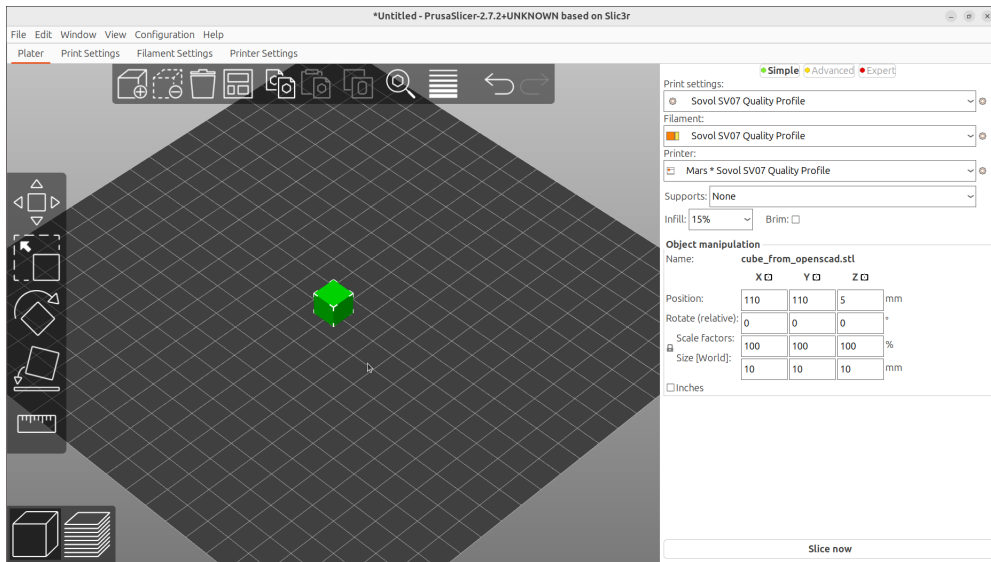 *Untitled - PrusaSlicer-2.7.2+UNKNOWN based on Slic3r
File Edit Window View Configuration Help
Plater Print Settings Filament Settings Printer Settings
Simple Advanced Expert
Print settings:
Sovol SV07 Quality Profile
Filament:
Sovol SV07 Quality Profile
Printer:
Mars * Sovol SV07 Quality Profile
Supports: None
Infill: 15% Brim:
Object manipulation
Name: cube_from_openscad.stl
X Y Z
Position: 110 110 5 mm
Rotate (relative): 0 0 0 °
Scale factors: 100 100 100 %
Size [World]: 10 10 10 mm
Inches
Slice now